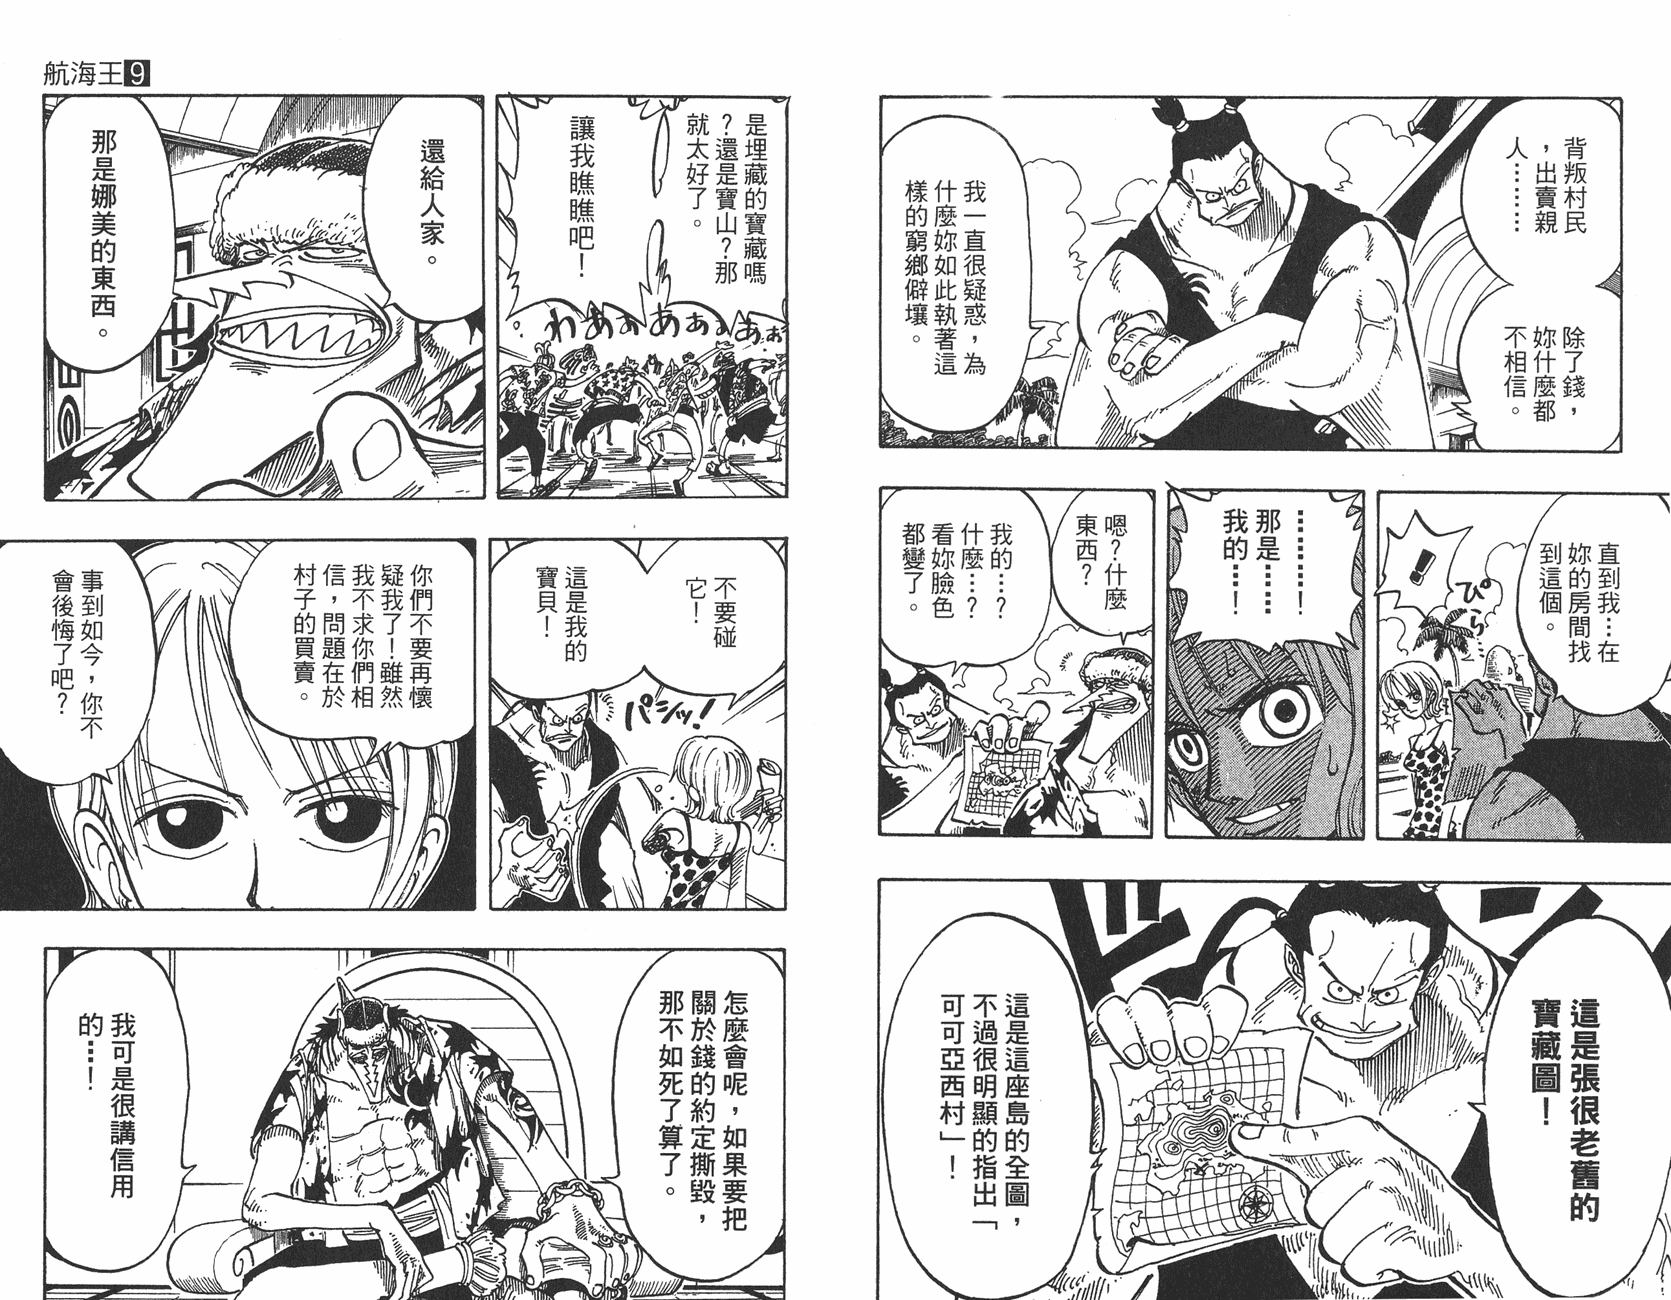 背叛村民
，出賣親
人………
除了錢，
妳什麼都
不相信。
我一直很疑惑，為
什麼妳如此執著這
樣的窮鄉僻壤。
直到我…在
妳的房間找
到這個。
!
ぴら……
………！
那是……
我的…！
嗯？什麼
東西？
我的…？
什麼…？
看妳臉色
都變了。
這是張很老舊的
寶藏圖！
ドン
這是這座島的全圖，
不過很明顯的指出「
可可亞西村」！
航海王9
是埋藏的寶藏嗎
？還是寶山？那
就太好了。
讓我瞧瞧吧！
わあぁあぁあぁ
還給人家。
那是娜美的東西。
不要碰
它！
這是我的
寶貝！
パシッ！
你們不要再懷
疑我了！雖然
我不求你們相
信，問題在於
村子的買賣。
事到如今，你不
會後悔了吧？
怎麼會呢，如果要把
關於錢的約定撕毀，
那不如死了算了。
我可是很講信用
的…！